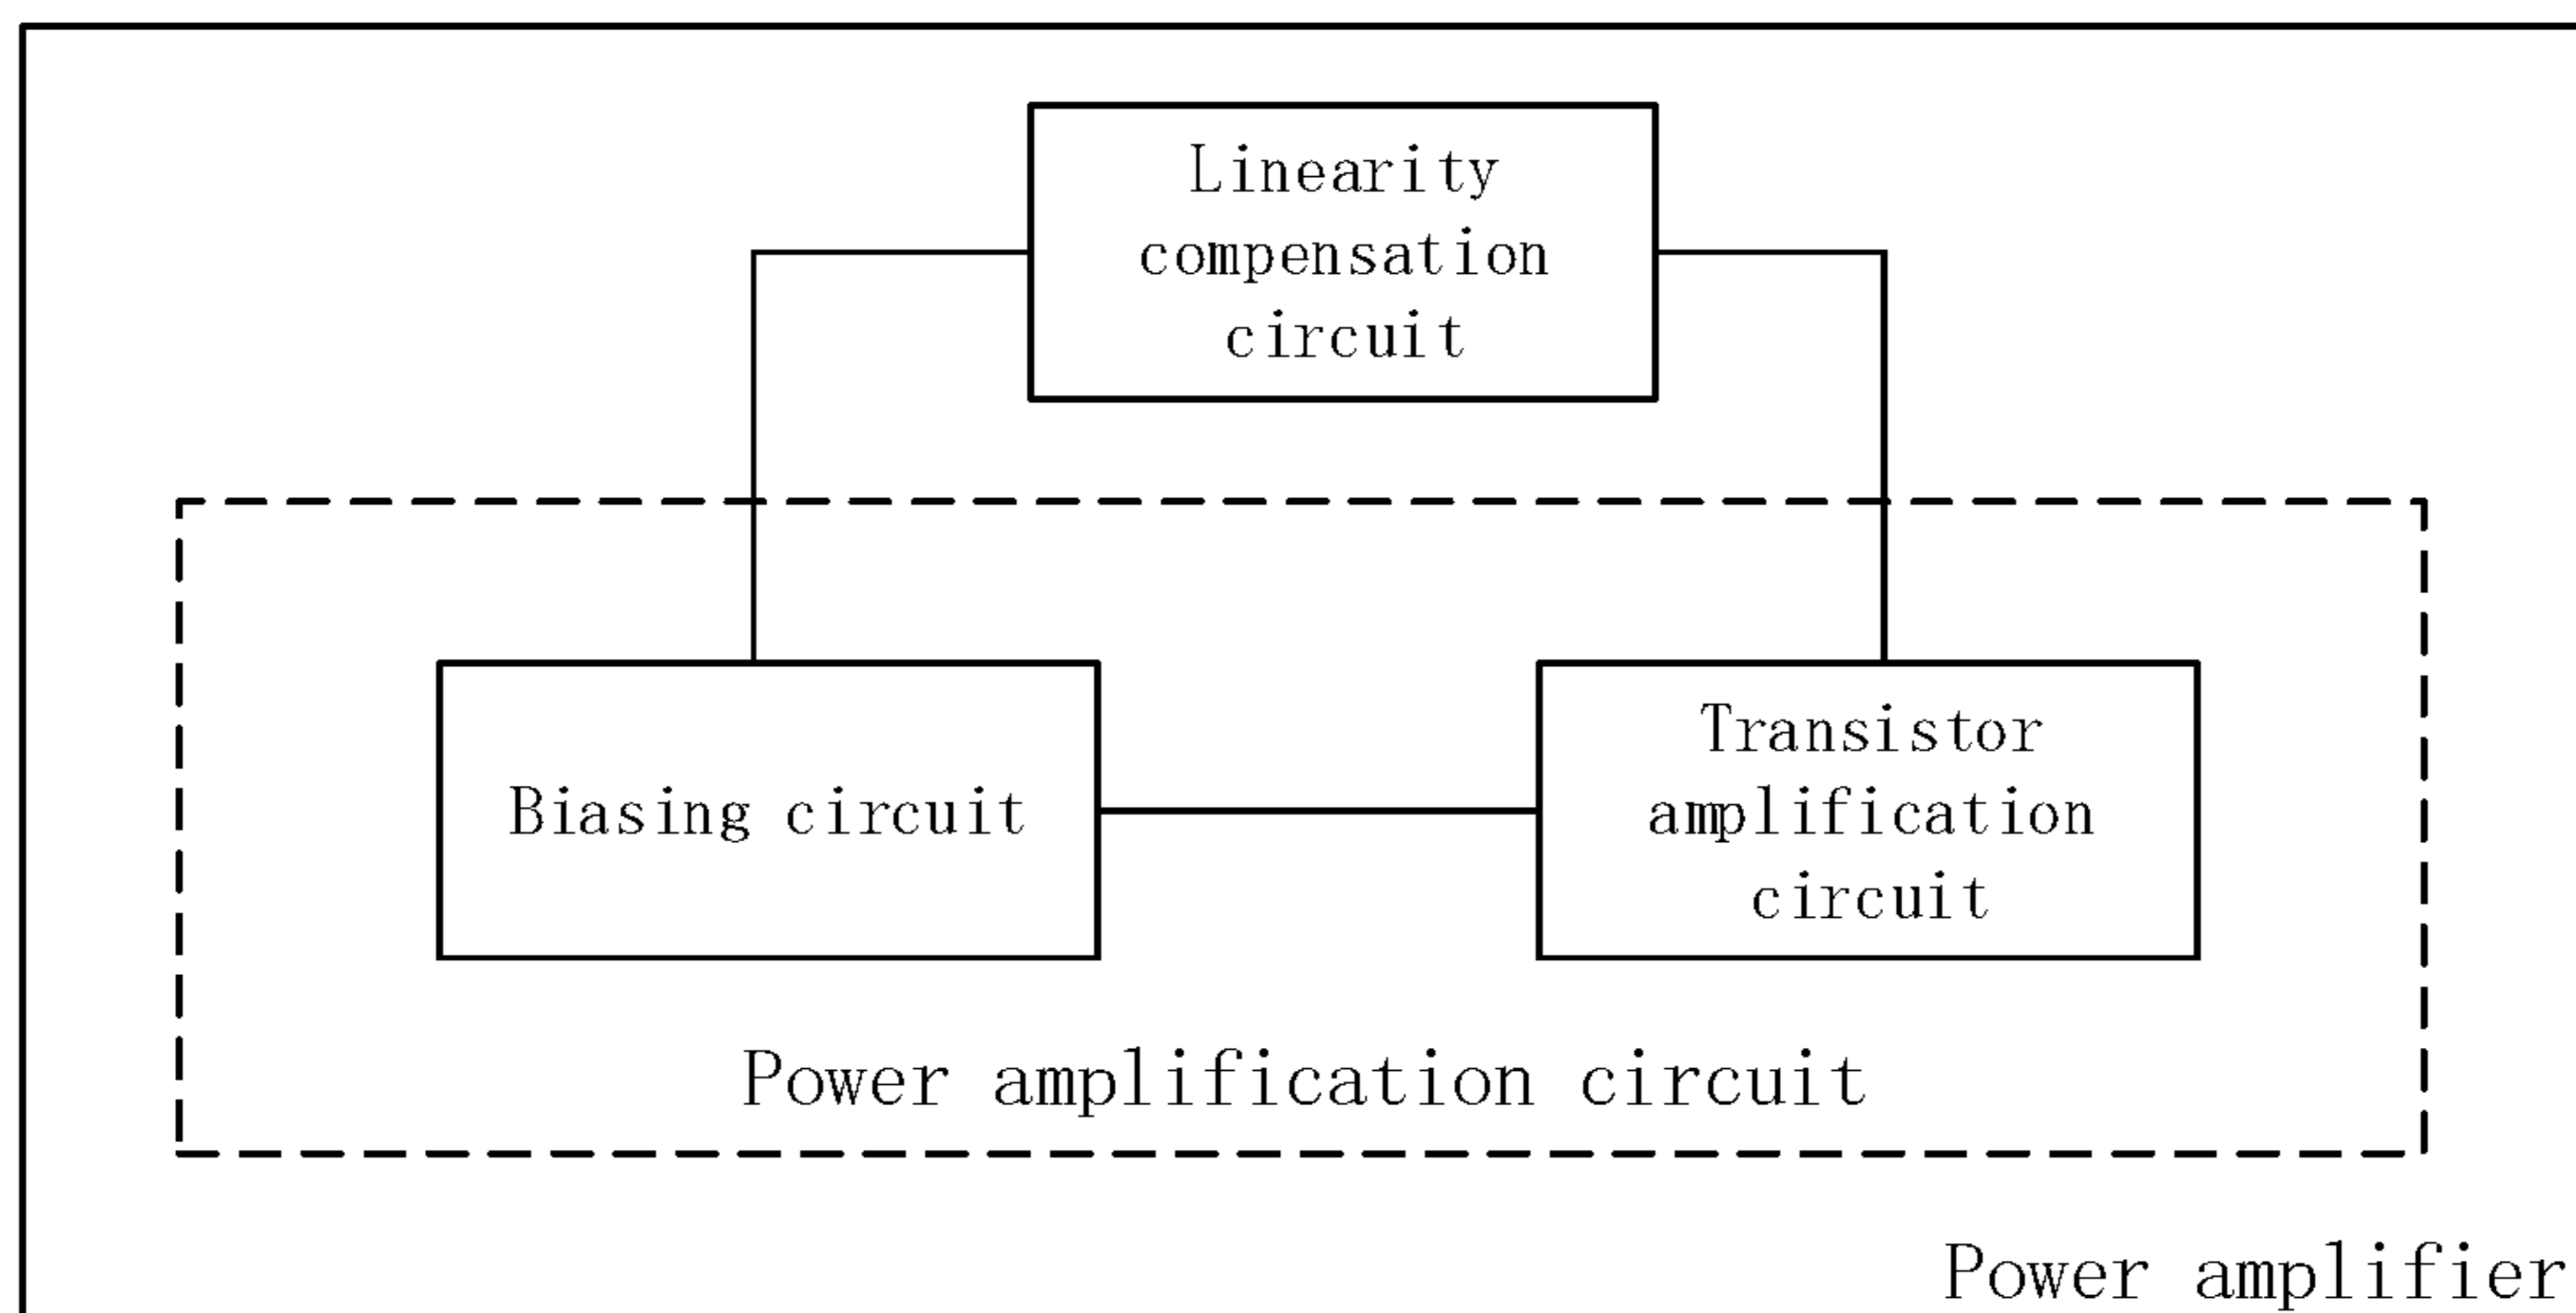 Linearity
compensation
circuit
Biasing circuit
Transistor
amplification
circuit
Power amplification circuit
Power amplifier